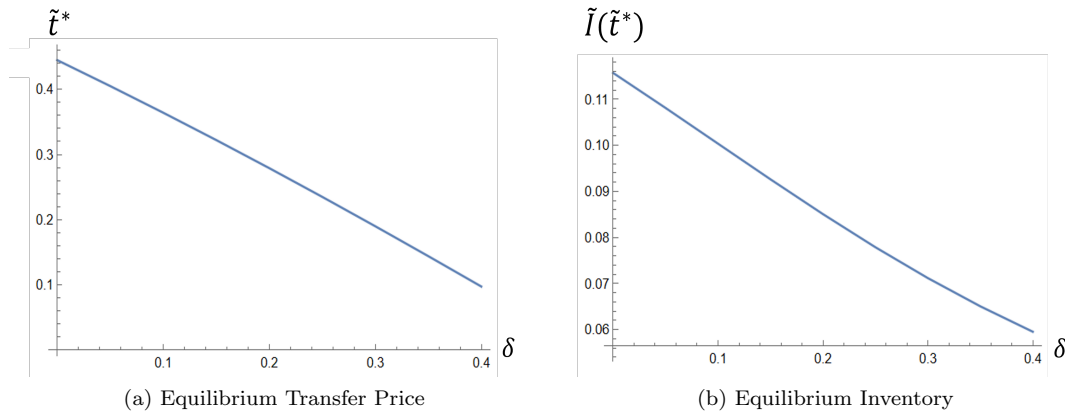 t̃*
0.4
0.3
0.2
0.1
0.1 0.2 0.3 0.4 δ
(a) Equilibrium Transfer Price
Ĩ(t̃*)
0.11
0.10
0.09
0.08
0.07
0.06
0.1 0.2 0.3 0.4 δ
(b) Equilibrium Inventory